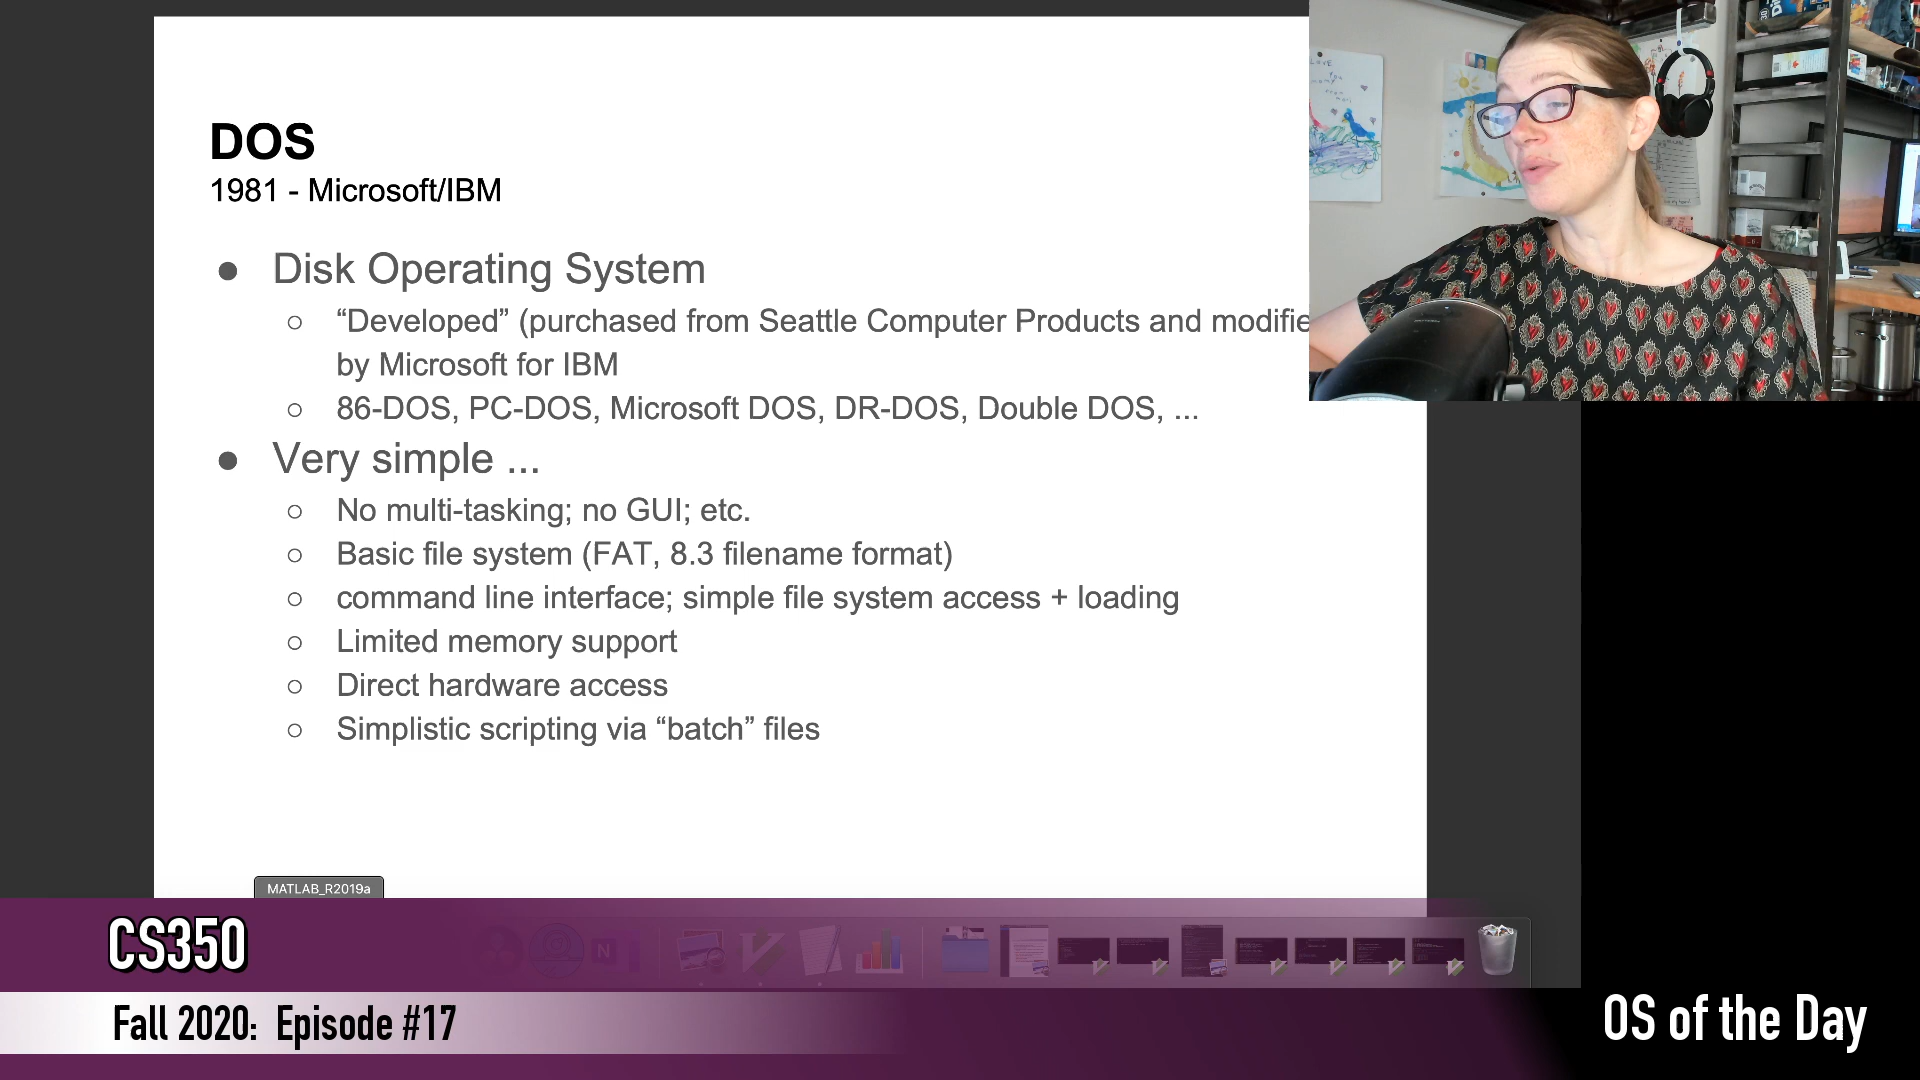 DOS
1981 - Microsoft/IBM
● Disk Operating System
○ “Developed” (purchased from Seattle Computer Products and modifie
by Microsoft for IBM
○ 86-DOS, PC-DOS, Microsoft DOS, DR-DOS, Double DOS, ...
● Very simple ...
○ No multi-tasking; no GUI; etc.
○ Basic file system (FAT, 8.3 filename format)
○ command line interface; simple file system access + loading
○ Limited memory support
○ Direct hardware access
○ Simplistic scripting via “batch” files
MATLAB_R2019a
N
CS350
Fall 2020: Episode #17
OS of the Day